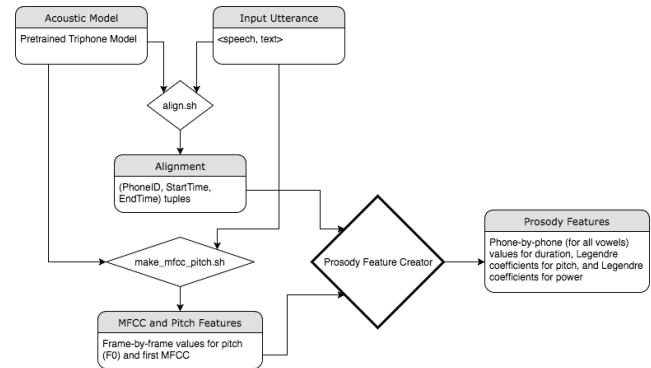 Acoustic Model
Pretrained Triphone Model
Input Utterance
<speech, text>
align.sh
Alignment
(PhoneID, StartTime,
EndTime) tuples
make_mfcc_pitch.sh
MFCC and Pitch Features
Frame-by-frame values for pitch
(F0) and first MFCC
Prosody Feature Creator
Prosody Features
Phone-by-phone (for all vowels)
values for duration, Legendre
coefficients for pitch, and Legendre
coefficients for power